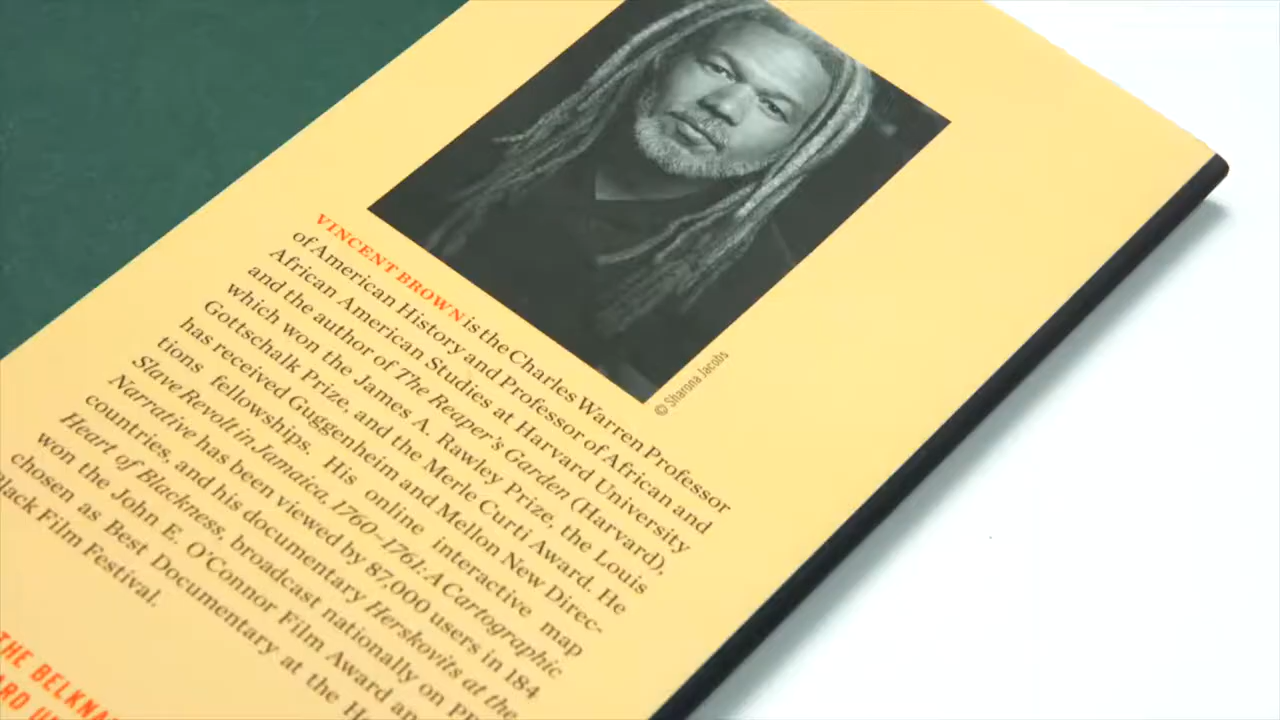 © Sharona Jacobs
VINCENT BROWN is the Charles Warren Professor
of American History and Professor of African and
African American Studies at Harvard University
and the author of The Reaper's Garden (Harvard),
which won the James A. Rawley Prize, the Louis
Gottschalk Prize, and the Merle Curti Award. He
has received Guggenheim and Mellon New Direc-
tions fellowships. His online interactive map
Slave Revolt in Jamaica, 1760–1761: A Cartographic
Narrative has been viewed by 87,000 users in 184
countries, and his documentary Herskovits at the
Heart of Blackness, broadcast nationally on
won the John E. O'Connor Film Award
chosen as Best Documentary at the
Film Festival.
THE